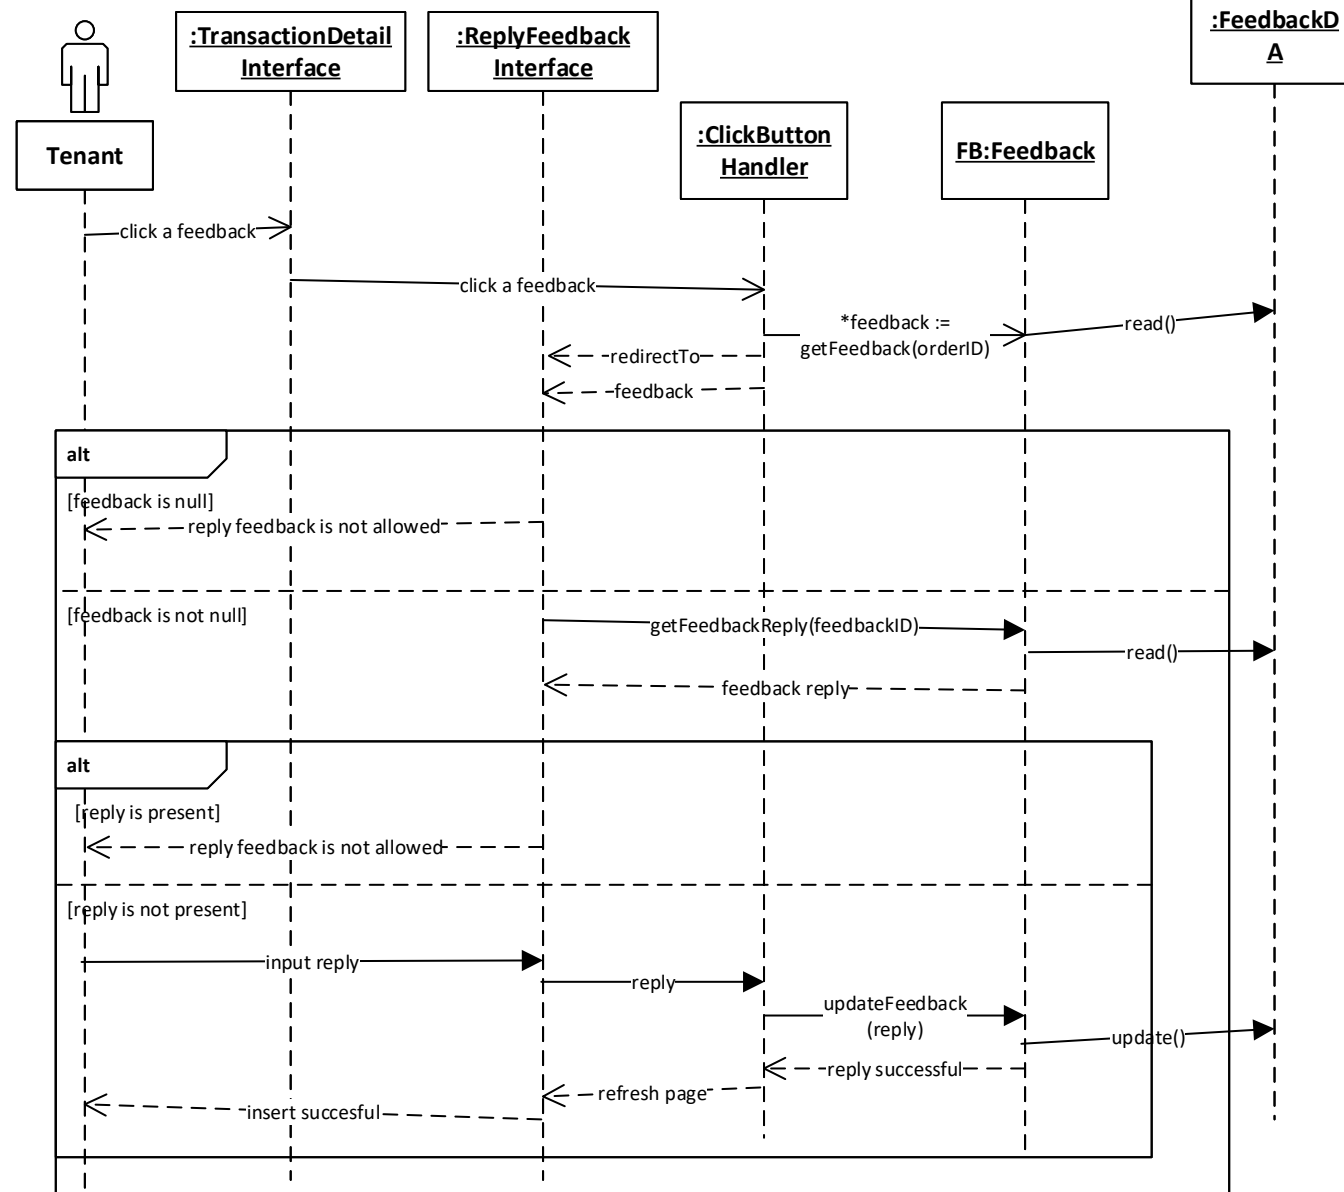 :TransactionDetail
Interface
:ReplyFeedback
Interface
:FeedbackD
A
Tenant
:ClickButton
Handler
FB:Feedback
click a feedback
click a feedback
*feedback :=
getFeedback(orderID)
read()
redirectTo
feedback
alt
[feedback is null]
reply feedback is not allowed
[feedback is not null]
getFeedbackReply(feedbackID)
read()
feedback reply
alt
[reply is present]
reply feedback is not allowed
[reply is not present]
input reply
reply
updateFeedback
(reply)
update()
reply successful
refresh page
insert succesful